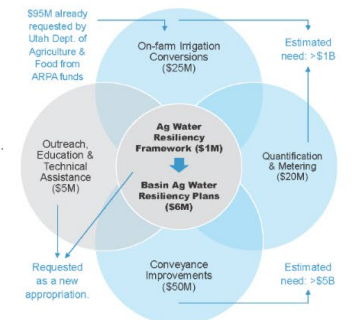 $95M already
requested by
Utah Dept. of
Agriculture &
Food from
ARPA funds
On-farm Irrigation
Conversions
($25M)
Estimated
need: >$1B
Outreach,
Education &
Technical
Assistance
($5M)
Ag Water
Resiliency
Framework ($1M)
Basin Ag Water
Resiliency Plans
($6M)
Quantification
& Metering
($20M)
Requested
as a new
appropriation.
Conveyance
Improvements
($50M)
Estimated
need: >$5B